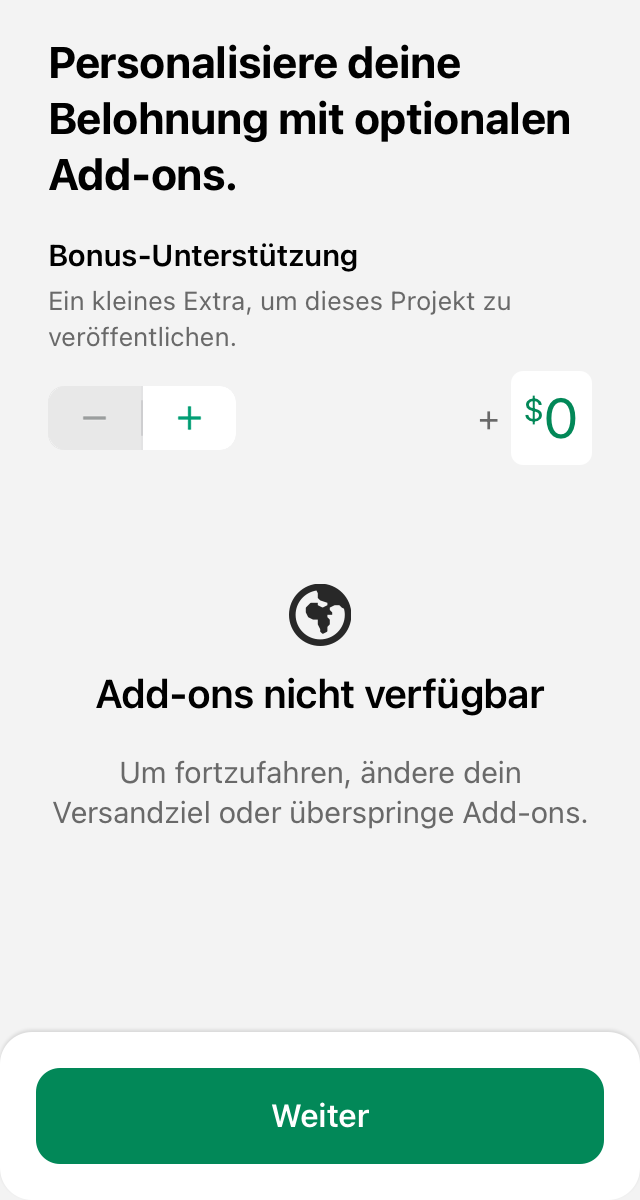 Personalisiere deine
Belohnung mit optionalen
Add-ons.
Bonus-Unterstützung
Ein kleines Extra, um dieses Projekt zu
veröffentlichen.
− + + $0
Add-ons nicht verfügbar
Um fortzufahren, ändere dein
Versandziel oder überspringe Add-ons.
Weiter